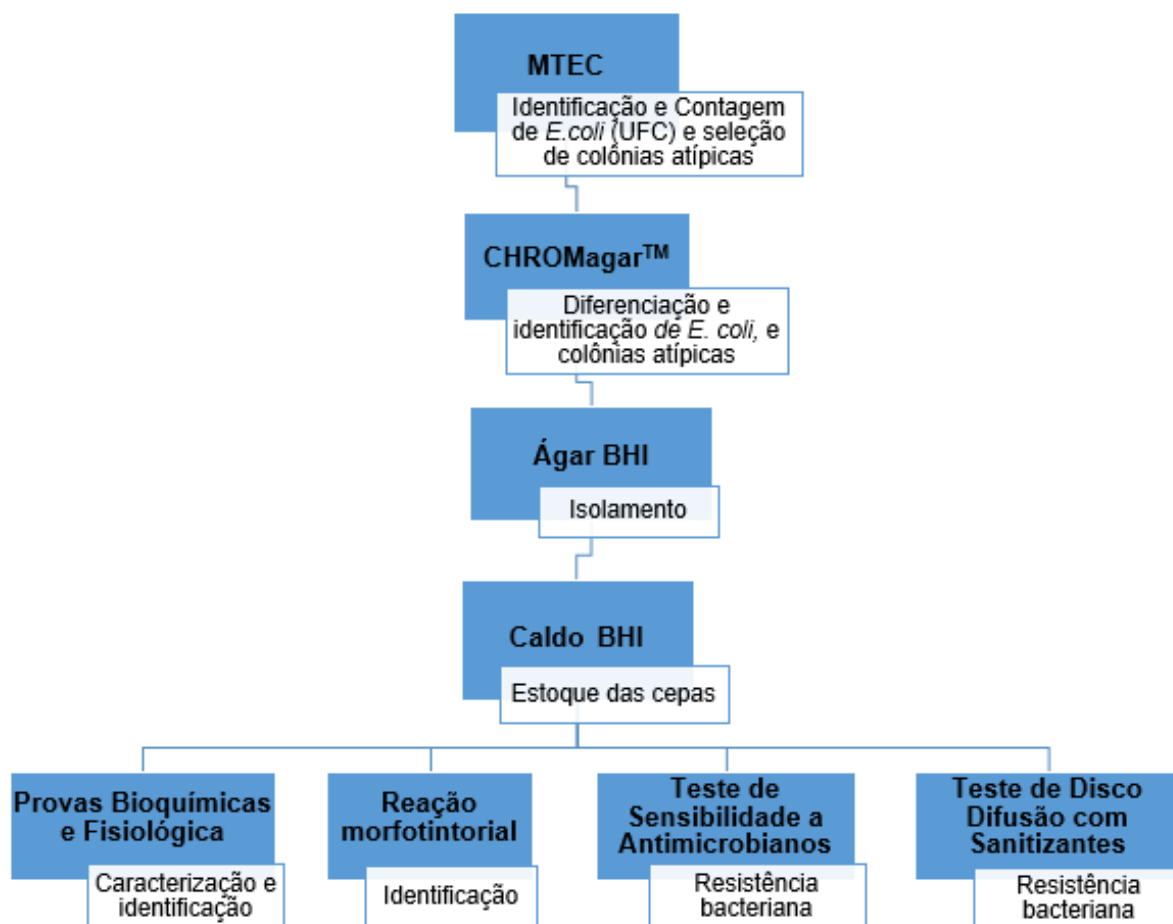 MTEC
Identificação e Contagem
de E.coli (UFC) e seleção
de colônias atípicas
CHROMagar™
Diferenciação e
identificação de E. coli, e
colônias atípicas
Ágar BHI
Isolamento
Caldo BHI
Estoque das cepas
Provas Bioquímicas
e Fisiológica
Caracterização e
identificação
Reação
morfotintorial
Identificação
Teste de
Sensibilidade a
Antimicrobianos
Resistência
bacteriana
Teste de Disco
Difusão com
Sanitizantes
Resistência
bacteriana